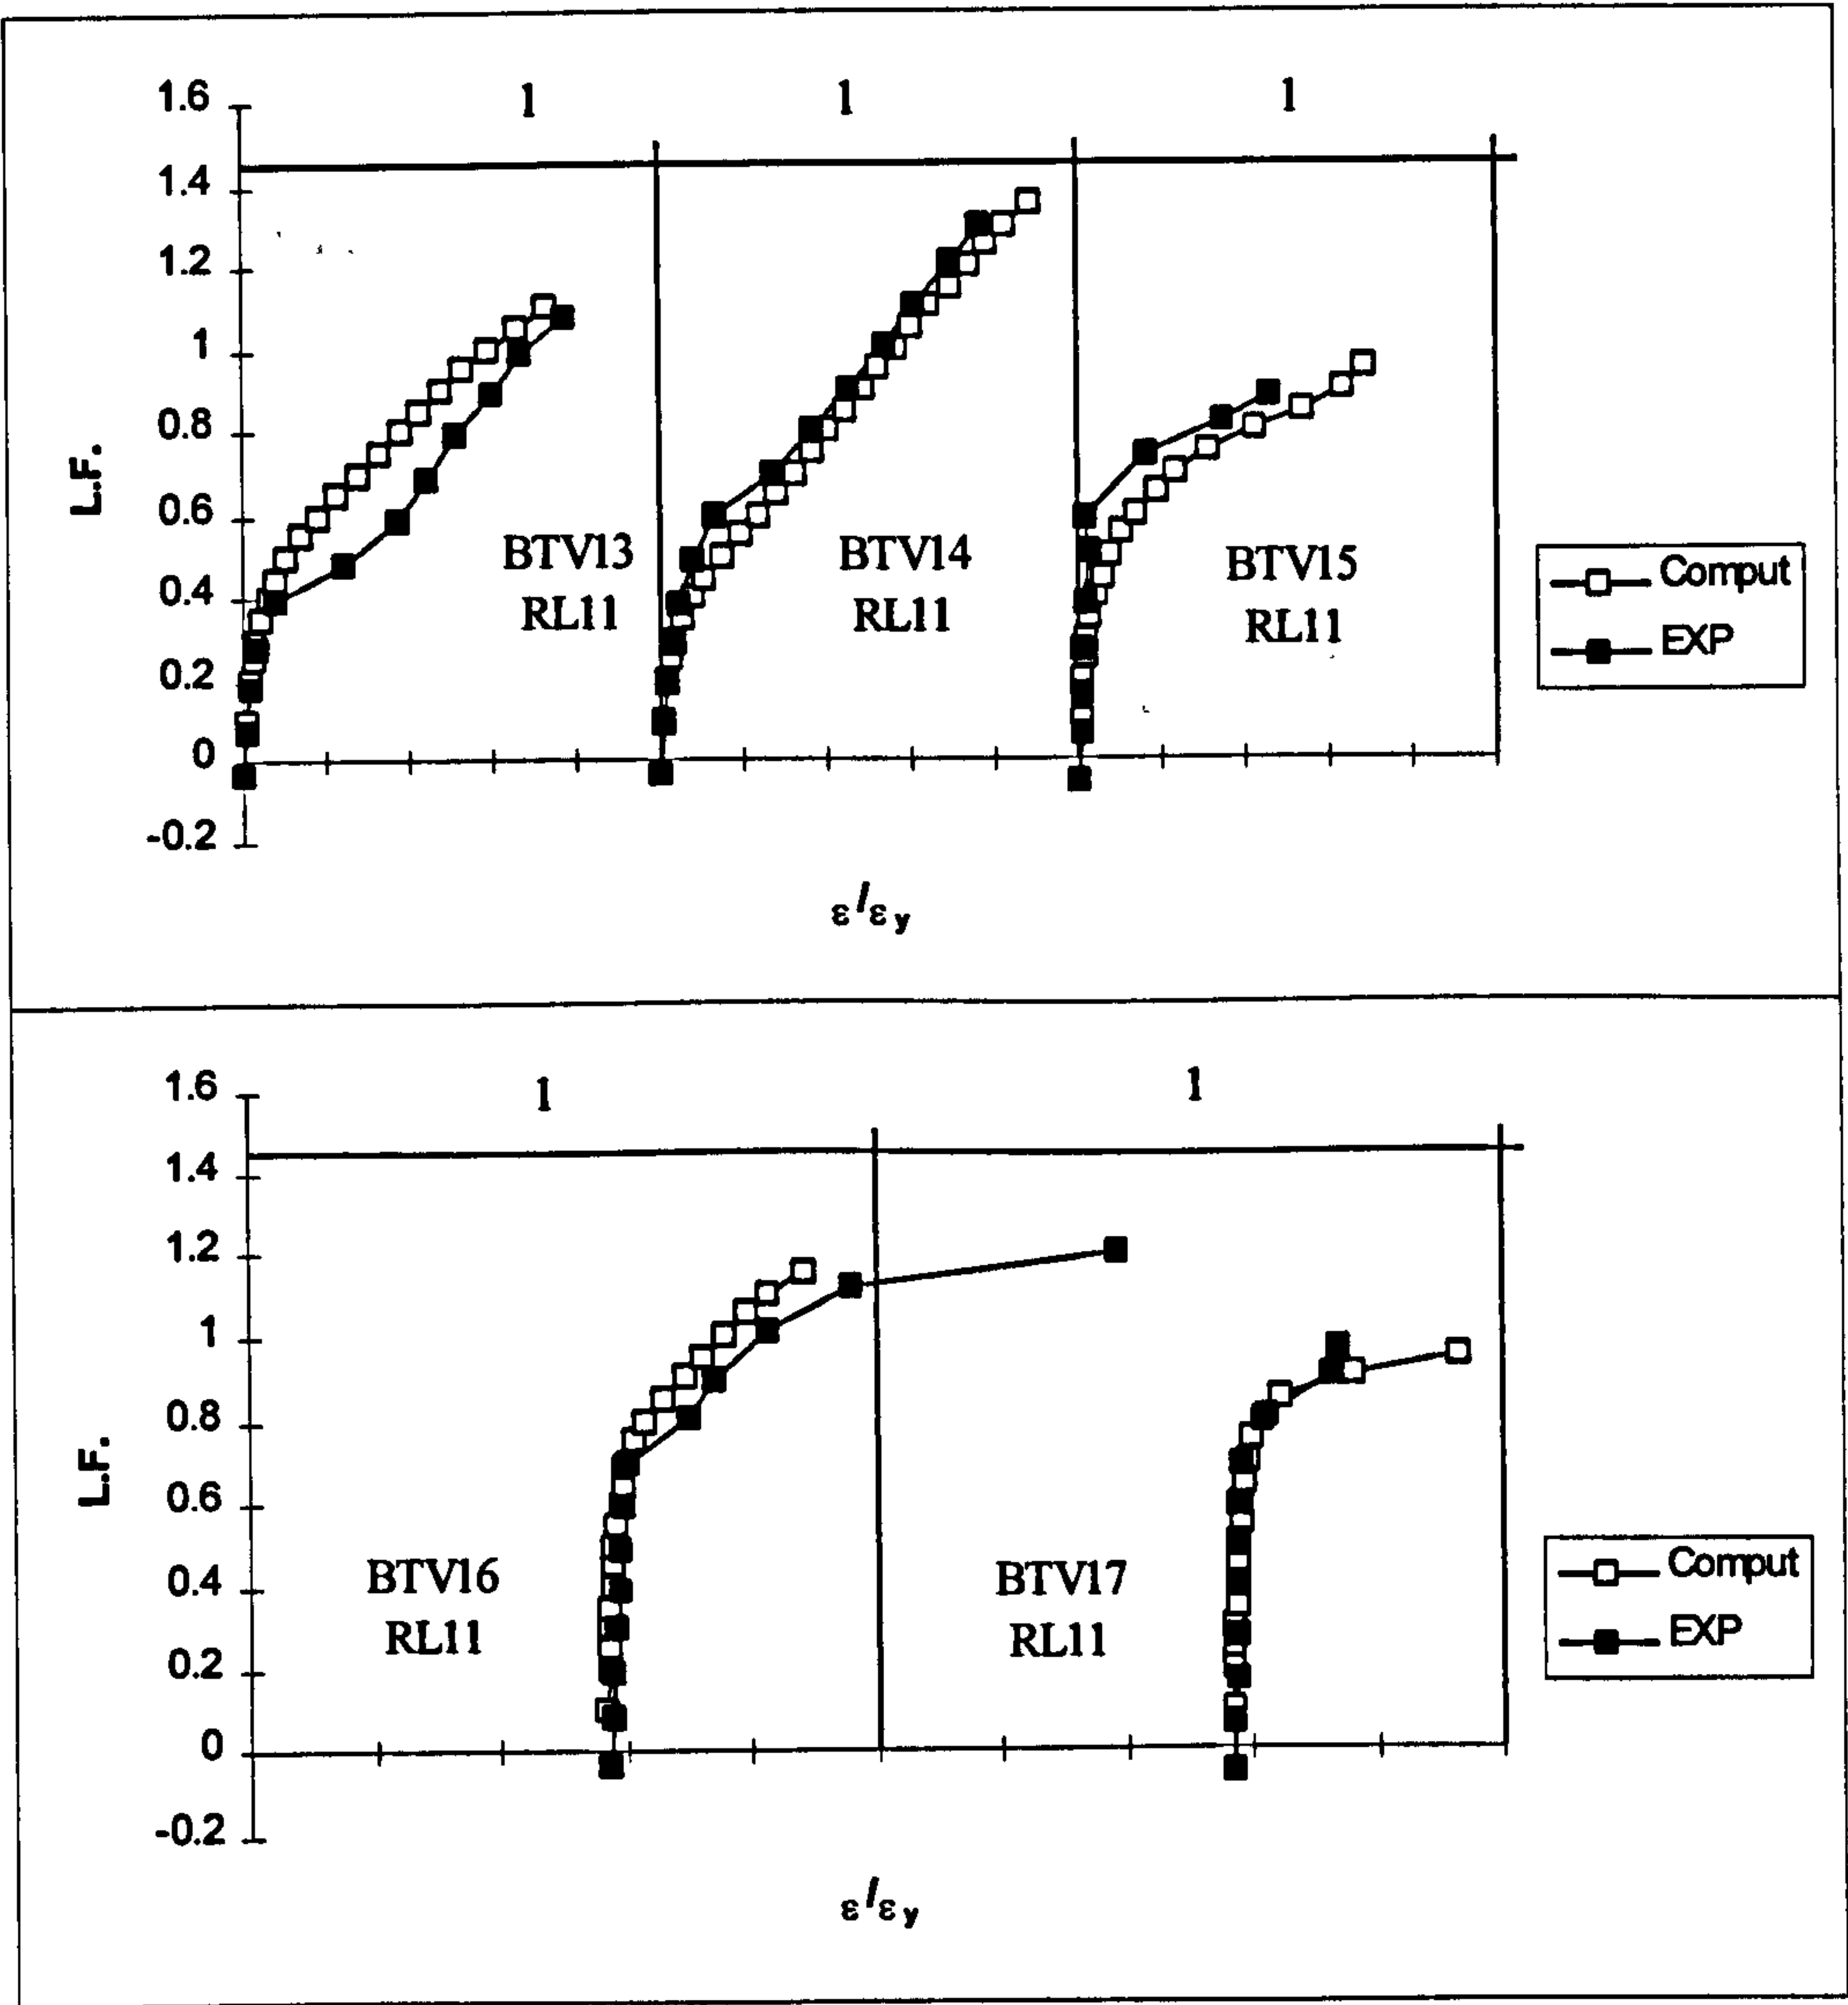 1 1 1
1.6
1.4
1.2
1
0.8
0.6
0.4
0.2
0
-0.2
L.F.
BTV13
RL11
BTV14
RL11
BTV15
RL11
Comput
EXP
ε/εy
1 1
1.6
1.4
1.2
1
0.8
0.6
0.4
0.2
0
-0.2
L.F.
BTV16
RL11
BTV17
RL11
Comput
EXP
ε/εy